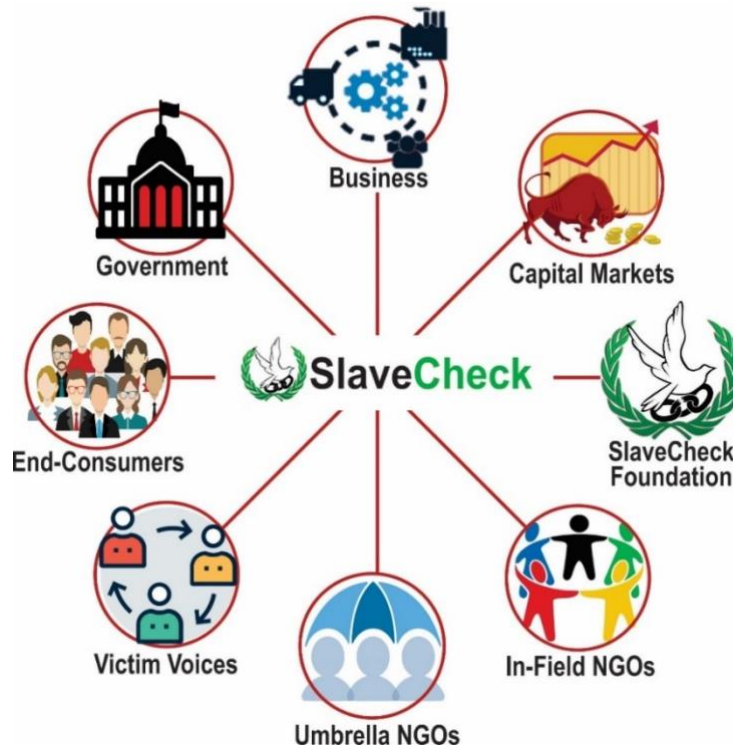 Business
Government
Capital Markets
SlaveCheck
End-Consumers
SlaveCheck
Foundation
Victim Voices
In-Field NGOs
Umbrella NGOs